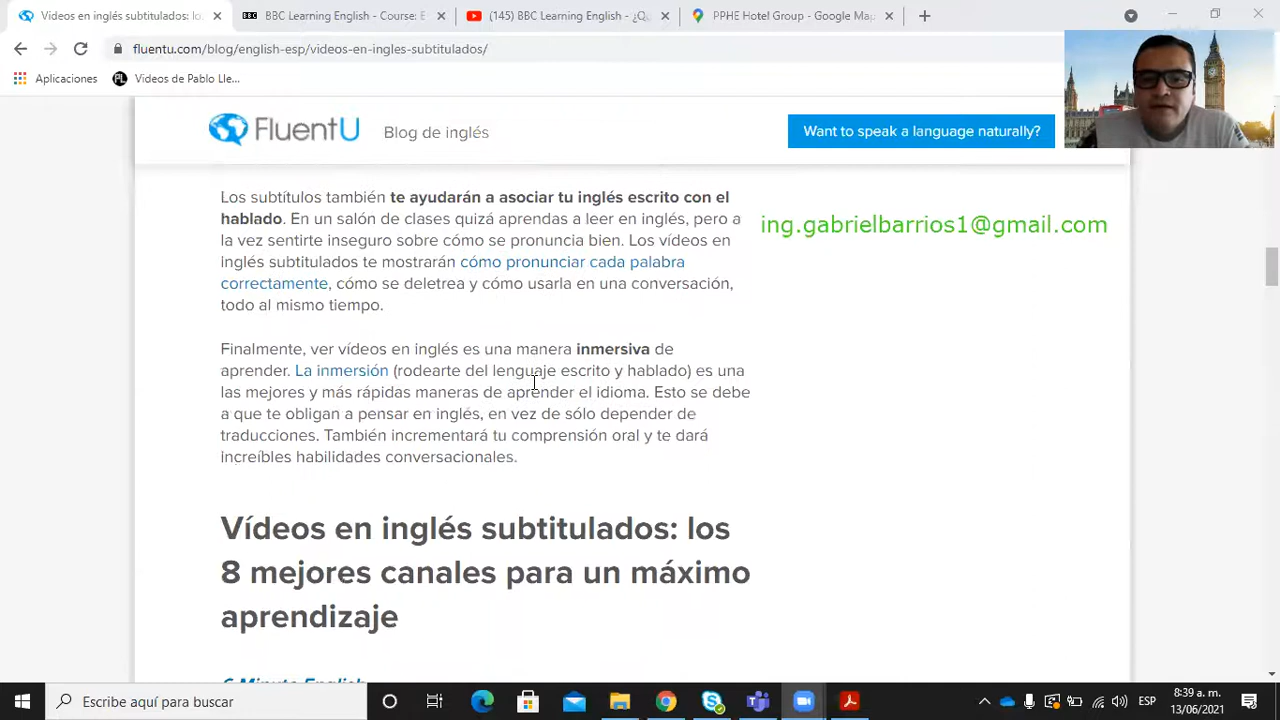 Vídeos en inglés subtitulados: lo
BBC Learning English - Course: E
(145) BBC Learning English - ¿Q
PPHE Hotel Group - Google Map
fluentu.com/blog/english-esp/videos-en-ingles-subtitulados/
Aplicaciones
Videos de Pablo Lle...
FluentU
Blog de inglés
Want to speak a language naturally?
Los subtítulos también te ayudarán a asociar tu inglés escrito con el
hablado. En un salón de clases quizá aprendas a leer en inglés, pero a
la vez sentirte inseguro sobre cómo se pronuncia bien. Los vídeos en
inglés subtitulados te mostrarán cómo pronunciar cada palabra
correctamente, cómo se deletrea y cómo usarla en una conversación,
todo al mismo tiempo.
ing.gabrielbarrios1@gmail.com
Finalmente, ver vídeos en inglés es una manera inmersiva de
aprender. La inmersión (rodearte del lenguaje escrito y hablado) es una
las mejores y más rápidas maneras de aprender el idioma. Esto se debe
a que te obligan a pensar en inglés, en vez de sólo depender de
traducciones. También incrementará tu comprensión oral y te dará
increíbles habilidades conversacionales.
Vídeos en inglés subtitulados: los
8 mejores canales para un máximo
aprendizaje
6 Minute English
Escribe aquí para buscar
ESP
8:39 a. m.
13/06/2021